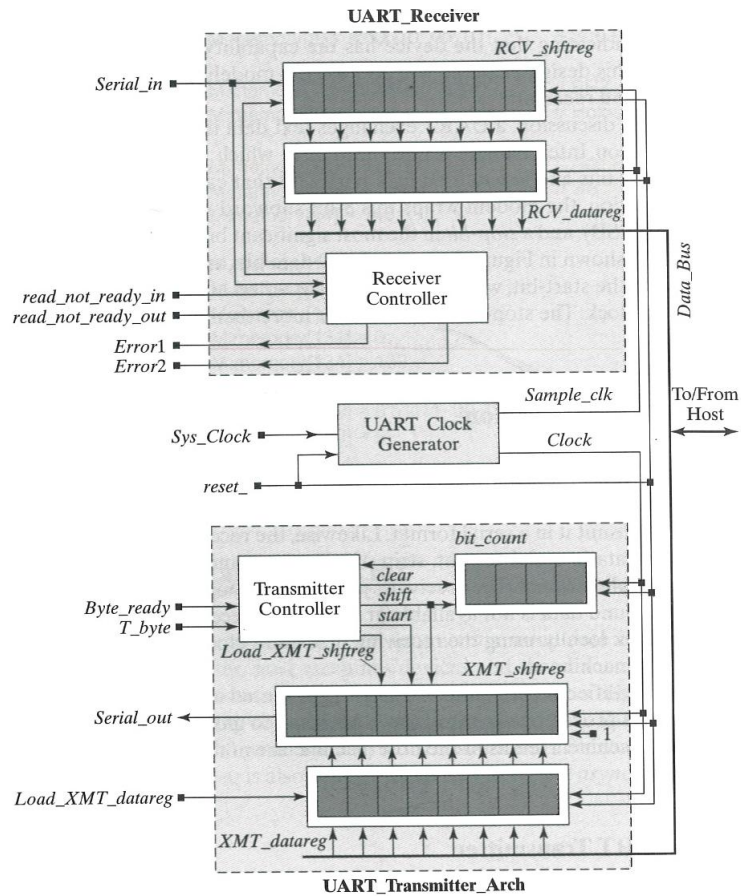 UART_Receiver
RCV_shftreg
Serial_in
RCV_datareg
Data_Bus
Receiver
Controller
read_not_ready_in
read_not_ready_out
Error1
Error2
Sample_clk
To/From
Host
UART Clock
Generator
Sys_Clock
Clock
reset_
bit_count
Transmitter
Controller
clear
shift
start
Byte_ready
T_byte
Load_XMT_shftreg
XMT_shftreg
Serial_out
1
Load_XMT_datareg
XMT_datareg
UART_Transmitter_Arch